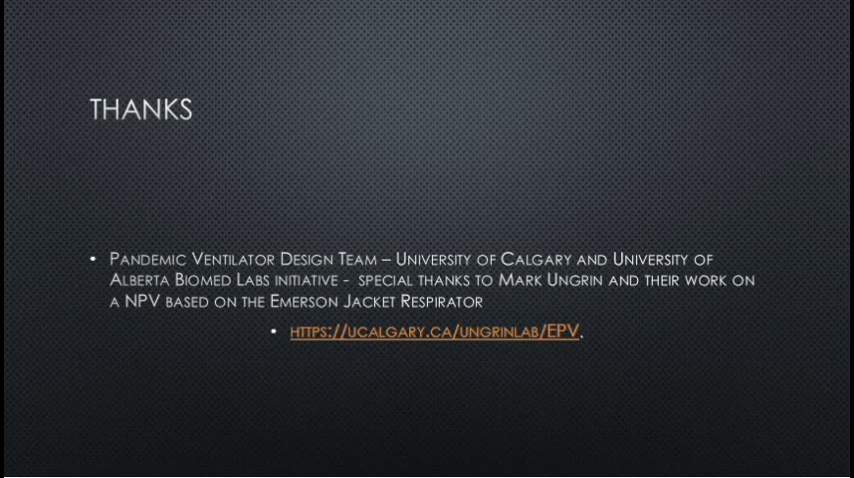 THANKS
• PANDEMIC VENTILATOR DESIGN TEAM – UNIVERSITY OF CALGARY AND UNIVERSITY OF
ALBERTA BIOMED LABS INITIATIVE - SPECIAL THANKS TO MARK UNGRIN AND THEIR WORK ON
A NPV BASED ON THE EMERSON JACKET RESPIRATOR
• HTTPS://UCALGARY.CA/UNGRINLAB/EPV.